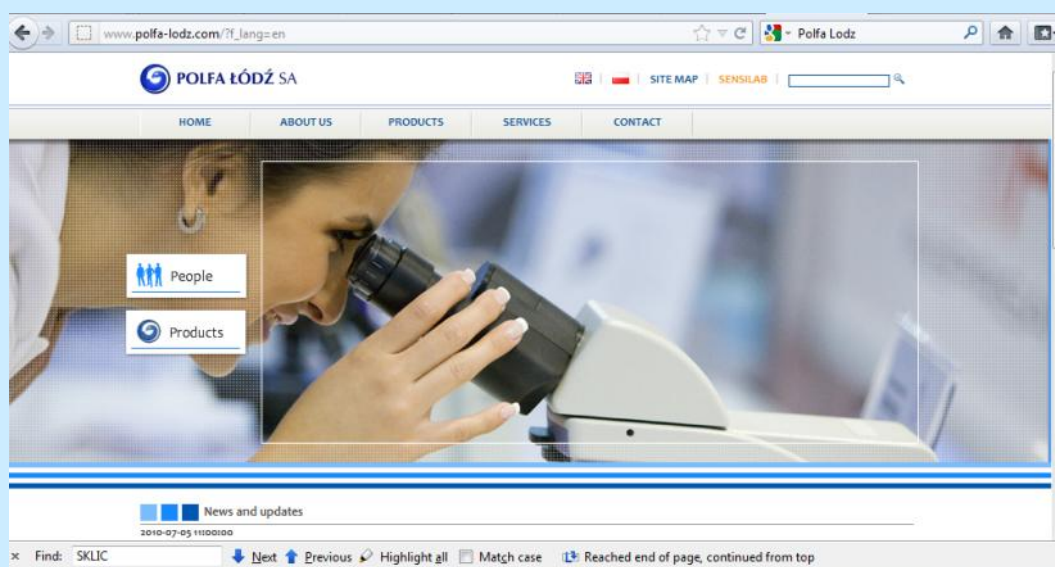 www.polfa-lodz.com/?f_lang=en
Polfa Lodz
POLFA ŁÓDŹ SA
SITE MAP | SENSILAB |
HOME ABOUT US PRODUCTS SERVICES CONTACT
People
Products
News and updates
2010-07-05 11:00:00
× Find: SKLIC Next Previous Highlight all Match case Reached end of page, continued from top